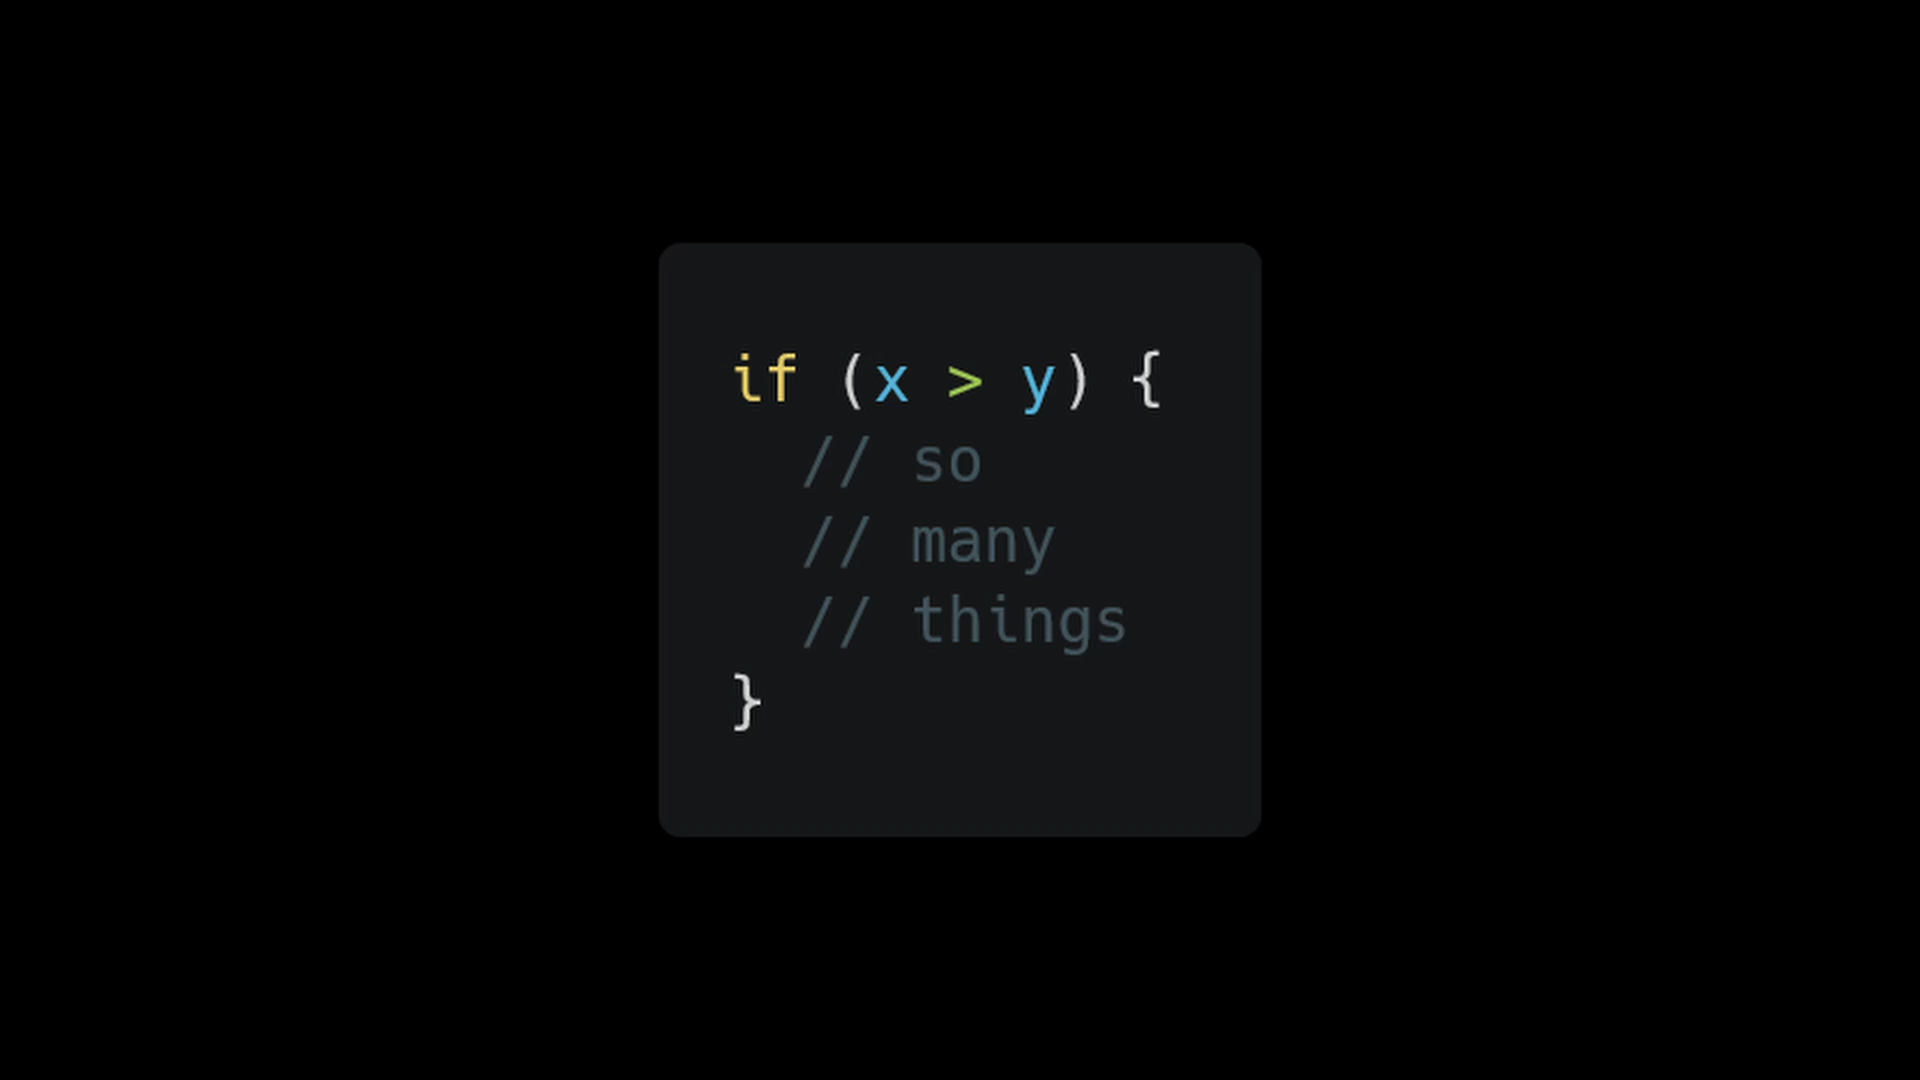 if (x > y) {
  // so
  // many
  // things
}